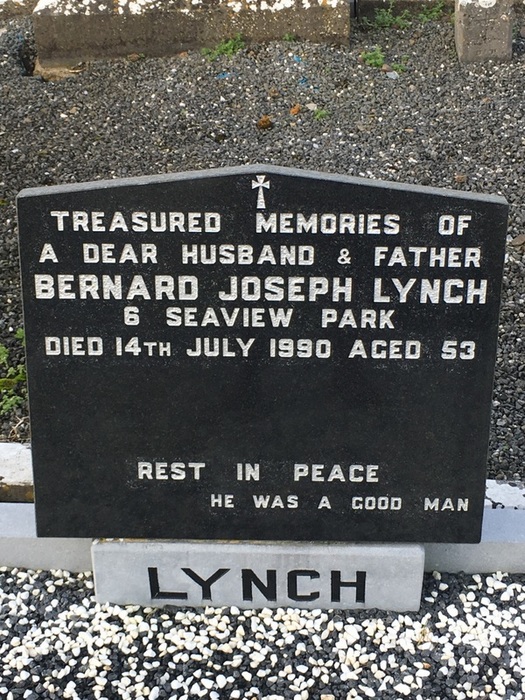 TREASURED MEMORIES OF
A DEAR HUSBAND & FATHER
BERNARD JOSEPH LYNCH
6 SEAVIEW PARK
DIED 14TH JULY 1990 AGED 53
REST IN PEACE
HE WAS A GOOD MAN
LYNCH